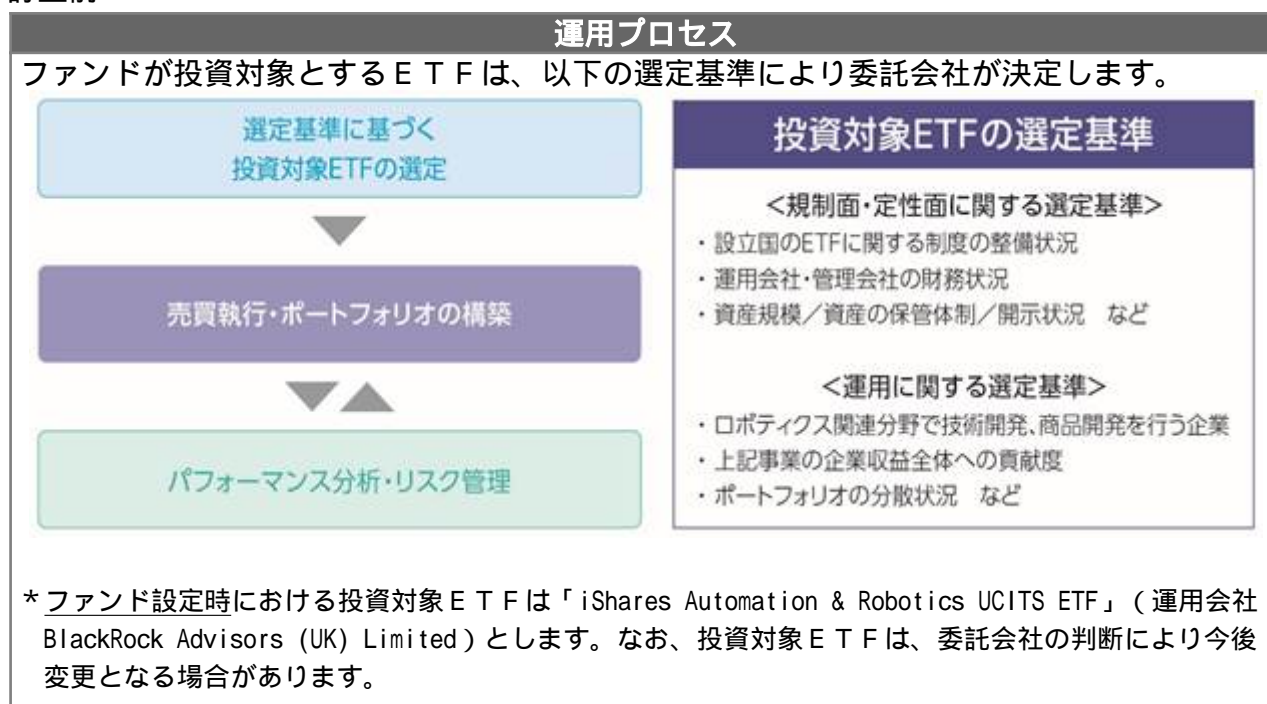 運用プロセス
ファンドが投資対象とするＥＴＦは、以下の選定基準により委託会社が決定します。
選定基準に基づく
投資対象ETFの選定
売買執行・ポートフォリオの構築
パフォーマンス分析・リスク管理
投資対象ETFの選定基準
＜規制面・定性面に関する選定基準＞
・設立国のETFに関する制度の整備状況
・運用会社・管理会社の財務状況
・資産規模／資産の保管体制／開示状況　など
＜運用に関する選定基準＞
・ロボティクス関連分野で技術開発、商品開発を行う企業
・上記事業の企業収益全体への貢献度
・ポートフォリオの分散状況　など
＊ファンド設定時における投資対象ＥＴＦは「iShares Automation & Robotics UCITS ETF」（運用会社
BlackRock Advisors (UK) Limited）とします。なお、投資対象ＥＴＦは、委託会社の判断により今後
変更となる場合があります。